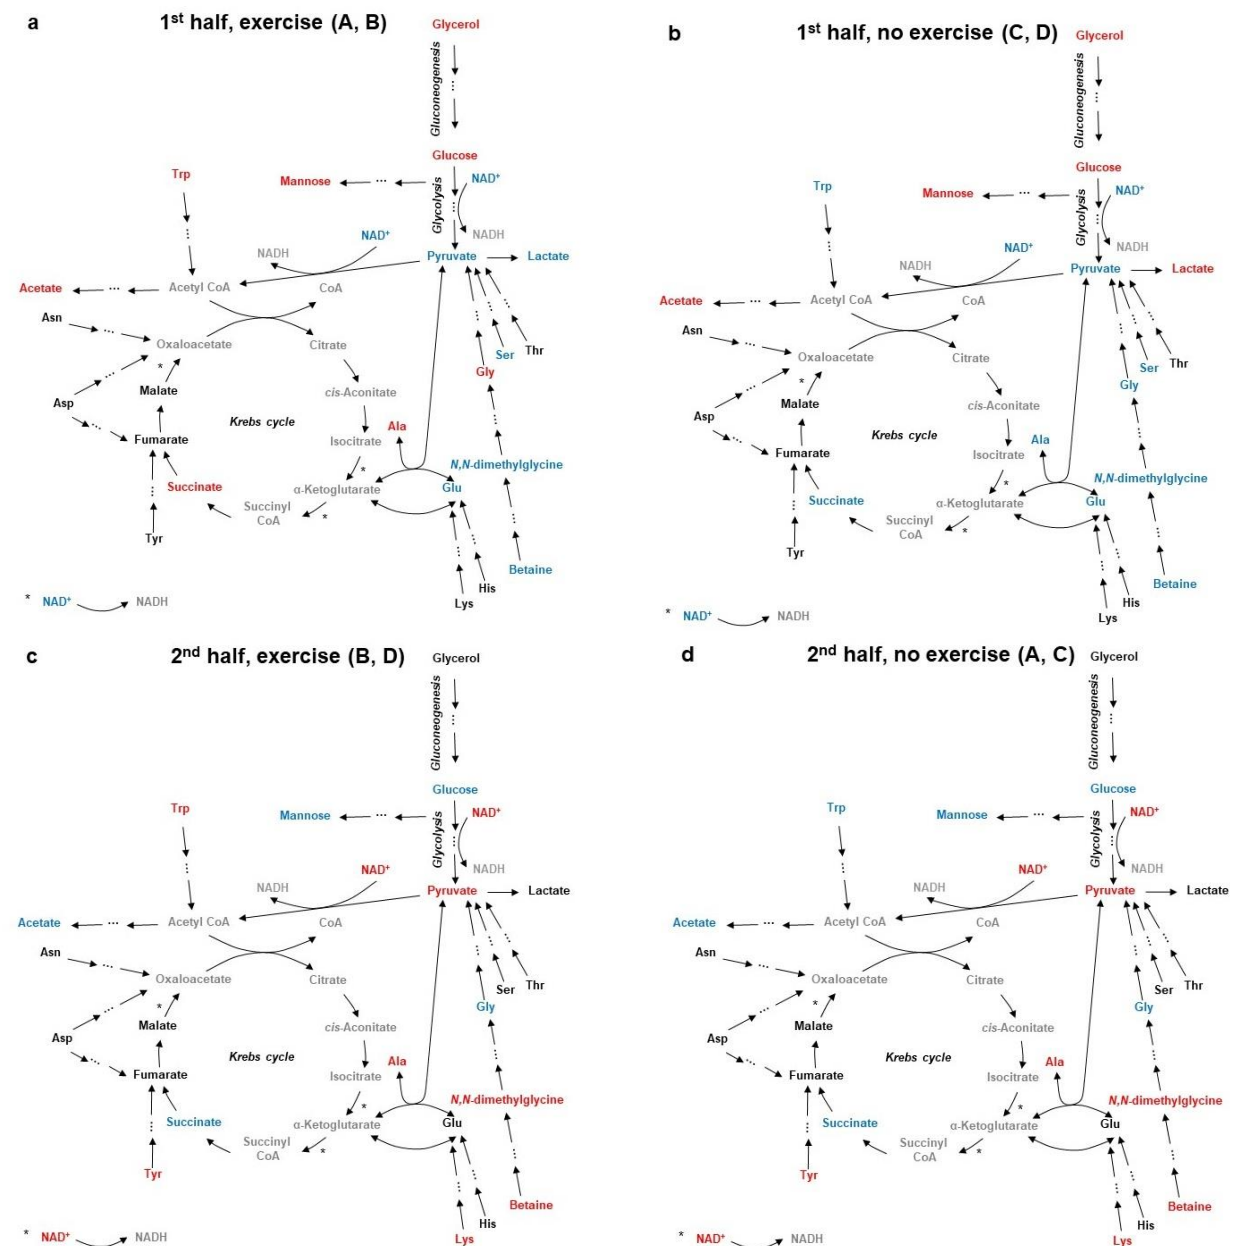 a
1st half, exercise (A, B)
Glycerol
Gluconeogenesis
...
Glucose
Trp
Mannose
...
NAD+
Glycolysis
...
...
NAD+
NADH
NADH
Pyruvate
Lactate
Acetate
...
Acetyl CoA
CoA
Asn
...
Oxaloacetate
Citrate
...
...
...
Ser
Thr
*
Gly
Malate
cis-Aconitate
Asp
...
...
Krebs cycle
Ala
Fumarate
Isocitrate
...
*
N,N-dimethylglycine
Succinate
α-Ketoglutarate
Glu
...
Succinyl
CoA
*
...
...
...
Tyr
Betaine
His
Lys
* NAD+
NADH
b
1st half, no exercise (C, D)
Glycerol
Gluconeogenesis
...
Glucose
Trp
Mannose
...
NAD+
Glycolysis
...
...
NAD+
NADH
NADH
Pyruvate
Lactate
Acetate
...
Acetyl CoA
CoA
Asn
...
Oxaloacetate
Citrate
...
...
...
Ser
Thr
*
Gly
Malate
cis-Aconitate
Asp
...
...
Krebs cycle
Ala
Fumarate
Isocitrate
...
*
N,N-dimethylglycine
Succinate
α-Ketoglutarate
Glu
...
Succinyl
CoA
*
...
...
...
Tyr
Betaine
His
Lys
* NAD+
NADH
c
2nd half, exercise (B, D)
Glycerol
Gluconeogenesis
...
Glucose
Trp
Mannose
...
NAD+
Glycolysis
...
...
NAD+
NADH
NADH
Pyruvate
Lactate
Acetate
...
Acetyl CoA
CoA
Asn
...
Oxaloacetate
Citrate
...
...
...
Ser
Thr
*
Gly
Malate
cis-Aconitate
Asp
...
...
Krebs cycle
Ala
Fumarate
Isocitrate
...
*
N,N-dimethylglycine
Succinate
α-Ketoglutarate
Glu
...
Succinyl
CoA
*
...
...
...
Tyr
Betaine
His
Lys
* NAD+
NADH
d
2nd half, no exercise (A, C)
Glycerol
Gluconeogenesis
...
Glucose
Trp
Mannose
...
NAD+
Glycolysis
...
...
NAD+
NADH
NADH
Pyruvate
Lactate
Acetate
...
Acetyl CoA
CoA
Asn
...
Oxaloacetate
Citrate
...
...
...
Ser
Thr
*
Gly
Malate
cis-Aconitate
Asp
...
...
Krebs cycle
Ala
Fumarate
Isocitrate
...
*
N,N-dimethylglycine
Succinate
α-Ketoglutarate
Glu
...
Succinyl
CoA
*
...
...
...
Tyr
Betaine
His
Lys
* NAD+
NADH